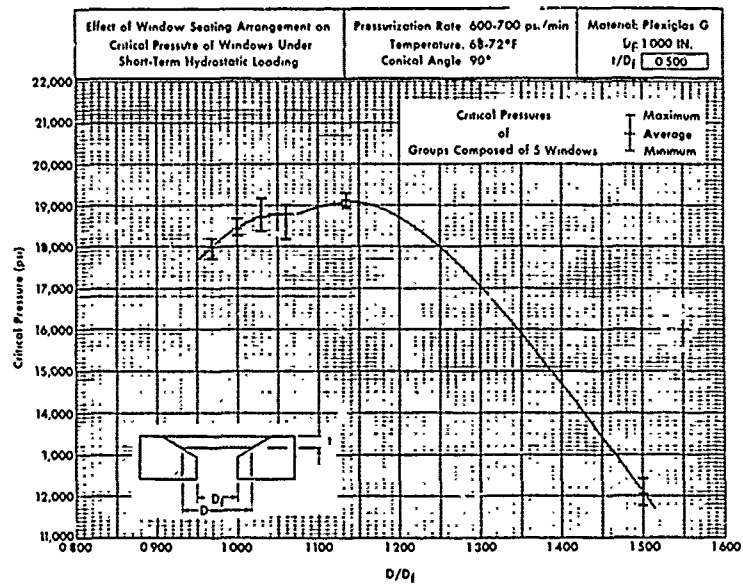 Effect of Window Seating Arrangement on
Critical Pressure of Windows Under
Short-Term Hydrostatic Loading
Pressurization Rate 600-700 psi/min
Temperature. 68-72°F
Conical Angle 90°
Material: Plexiglas G
Df 1 000 IN.
t/Df 0 500
Critical Pressures
of
Groups Composed of 5 Windows
Maximum
Average
Minimum
Critical Pressure (psi)
22,000
21,000
20,000
19,000
18,000
17,000
16,000
15,000
14,000
13,000
12,000
11,000
t
Df
D
0 800
0 900
1 000
1 100
1 200
1 300
1 400
1 500
1 600
D/Df